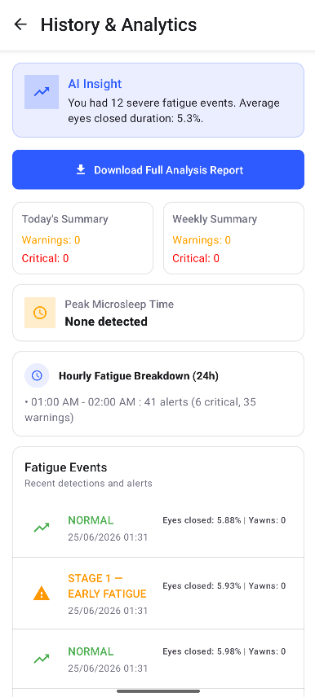 History & Analytics
AI Insight
You had 12 severe fatigue events. Average
eyes closed duration: 5.3%.
Download Full Analysis Report
Today's Summary
Warnings: 0
Critical: 0
Weekly Summary
Warnings: 0
Critical: 0
Peak Microsleep Time
None detected
Hourly Fatigue Breakdown (24h)
• 01:00 AM - 02:00 AM : 41 alerts (6 critical, 35
warnings)
Fatigue Events
Recent detections and alerts
NORMAL
25/06/2026 01:31
Eyes closed: 5.88% | Yawns: 0
STAGE 1 —
EARLY FATIGUE
25/06/2026 01:31
Eyes closed: 5.93% | Yawns: 0
NORMAL
25/06/2026 01:31
Eyes closed: 5.98% | Yawns: 0